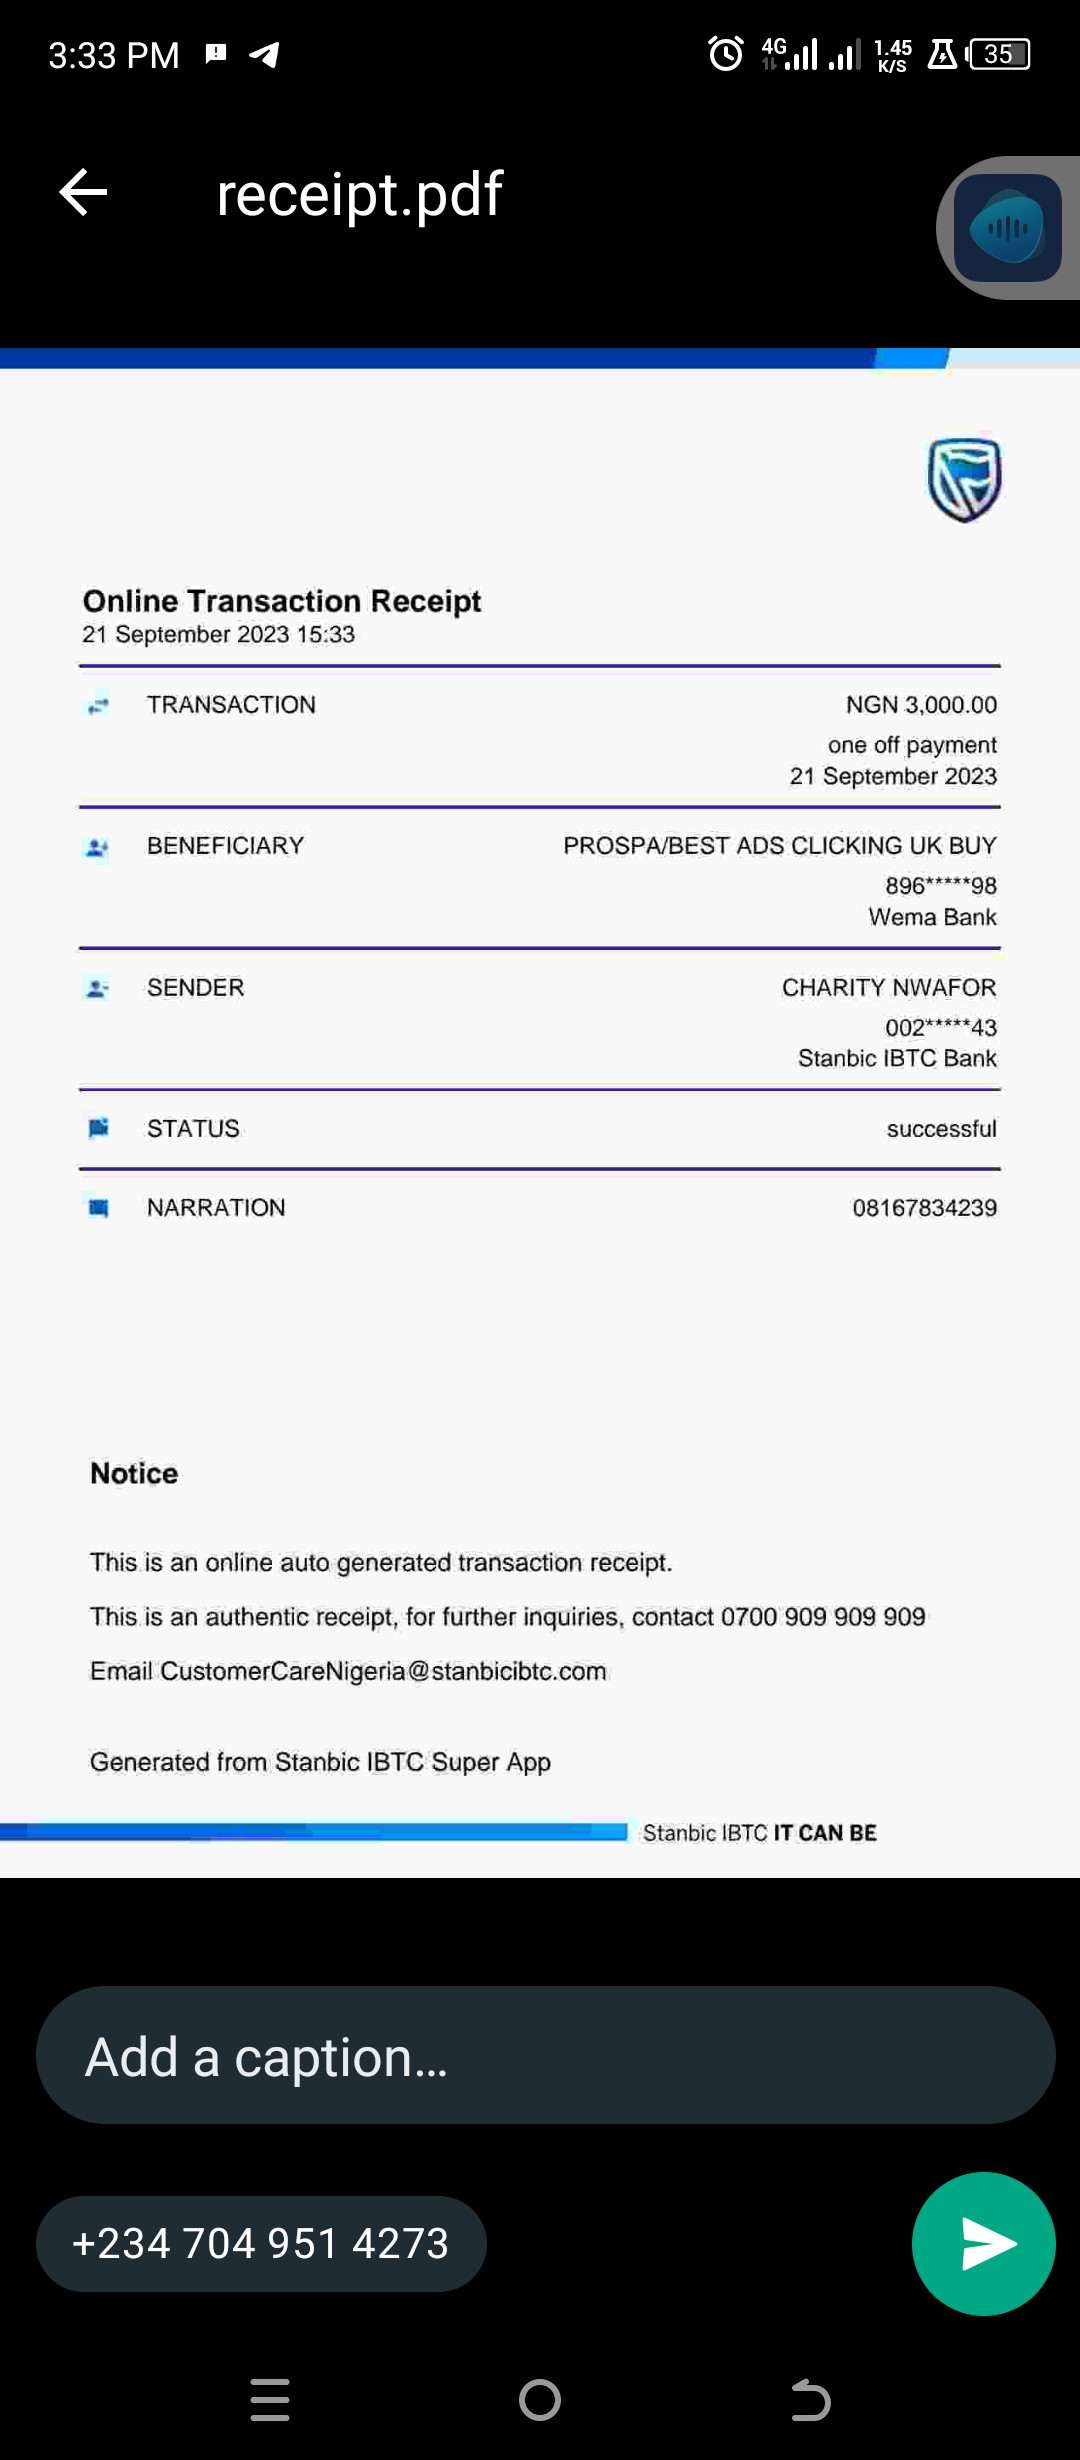 3:33 PM
4G
1.45
K/S
35
receipt.pdf
Online Transaction Receipt
21 September 2023 15:33
TRANSACTION NGN 3,000.00
one off payment
21 September 2023
BENEFICIARY PROSPA/BEST ADS CLICKING UK BUY
896*****98
Wema Bank
SENDER CHARITY NWAFOR
002*****43
Stanbic IBTC Bank
STATUS successful
NARRATION 08167834239
Notice
This is an online auto generated transaction receipt.
This is an authentic receipt, for further inquiries, contact 0700 909 909 909
Email CustomerCareNigeria@stanbicibtc.com
Generated from Stanbic IBTC Super App
Stanbic IBTC IT CAN BE
Add a caption...
+234 704 951 4273